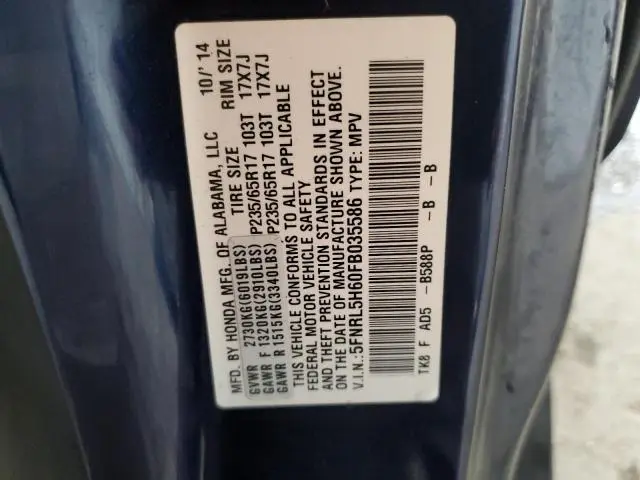 MFD. BY HONDA MFG. OF ALABAMA, LLC 10/'14
TIRE SIZE RIM SIZE
GVWR 2730KG(6019LBS)
GAWR F 1320KG(2910LBS) P235/65R17 103T 17X7J
GAWR R 1515KG(3340LBS) P235/65R17 103T 17X7J
THIS VEHICLE CONFORMS TO ALL APPLICABLE
FEDERAL MOTOR VEHICLE SAFETY
AND THEFT PREVENTION STANDARDS IN EFFECT
ON THE DATE OF MANUFACTURE SHOWN ABOVE.
V.I.N.:5FNRL5H60FB035586 TYPE: MPV
TK8 F AD5 -B588P -B -B